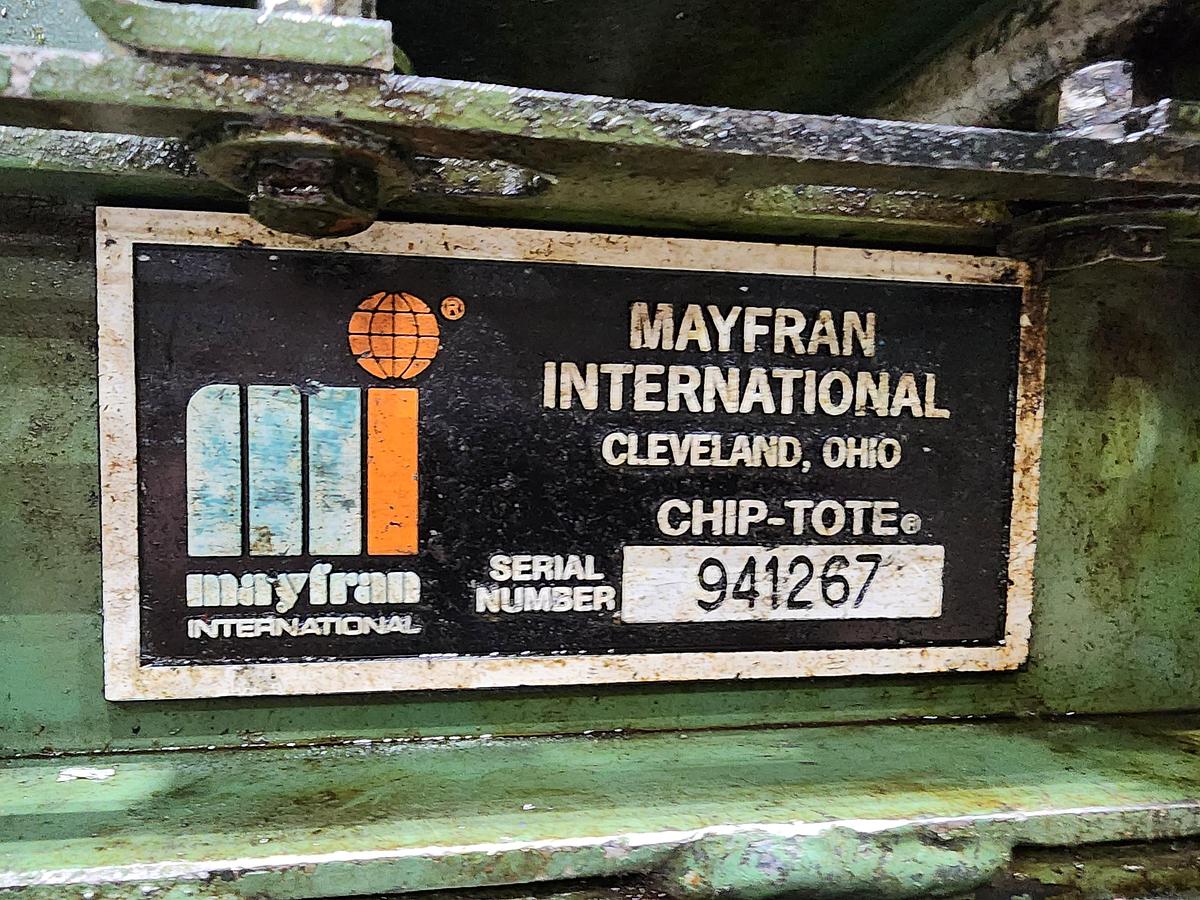 ®
mayfran
INTERNATIONAL
MAYFRAN
INTERNATIONAL
CLEVELAND, OHIO
CHIP-TOTE®
SERIAL
NUMBER
941267